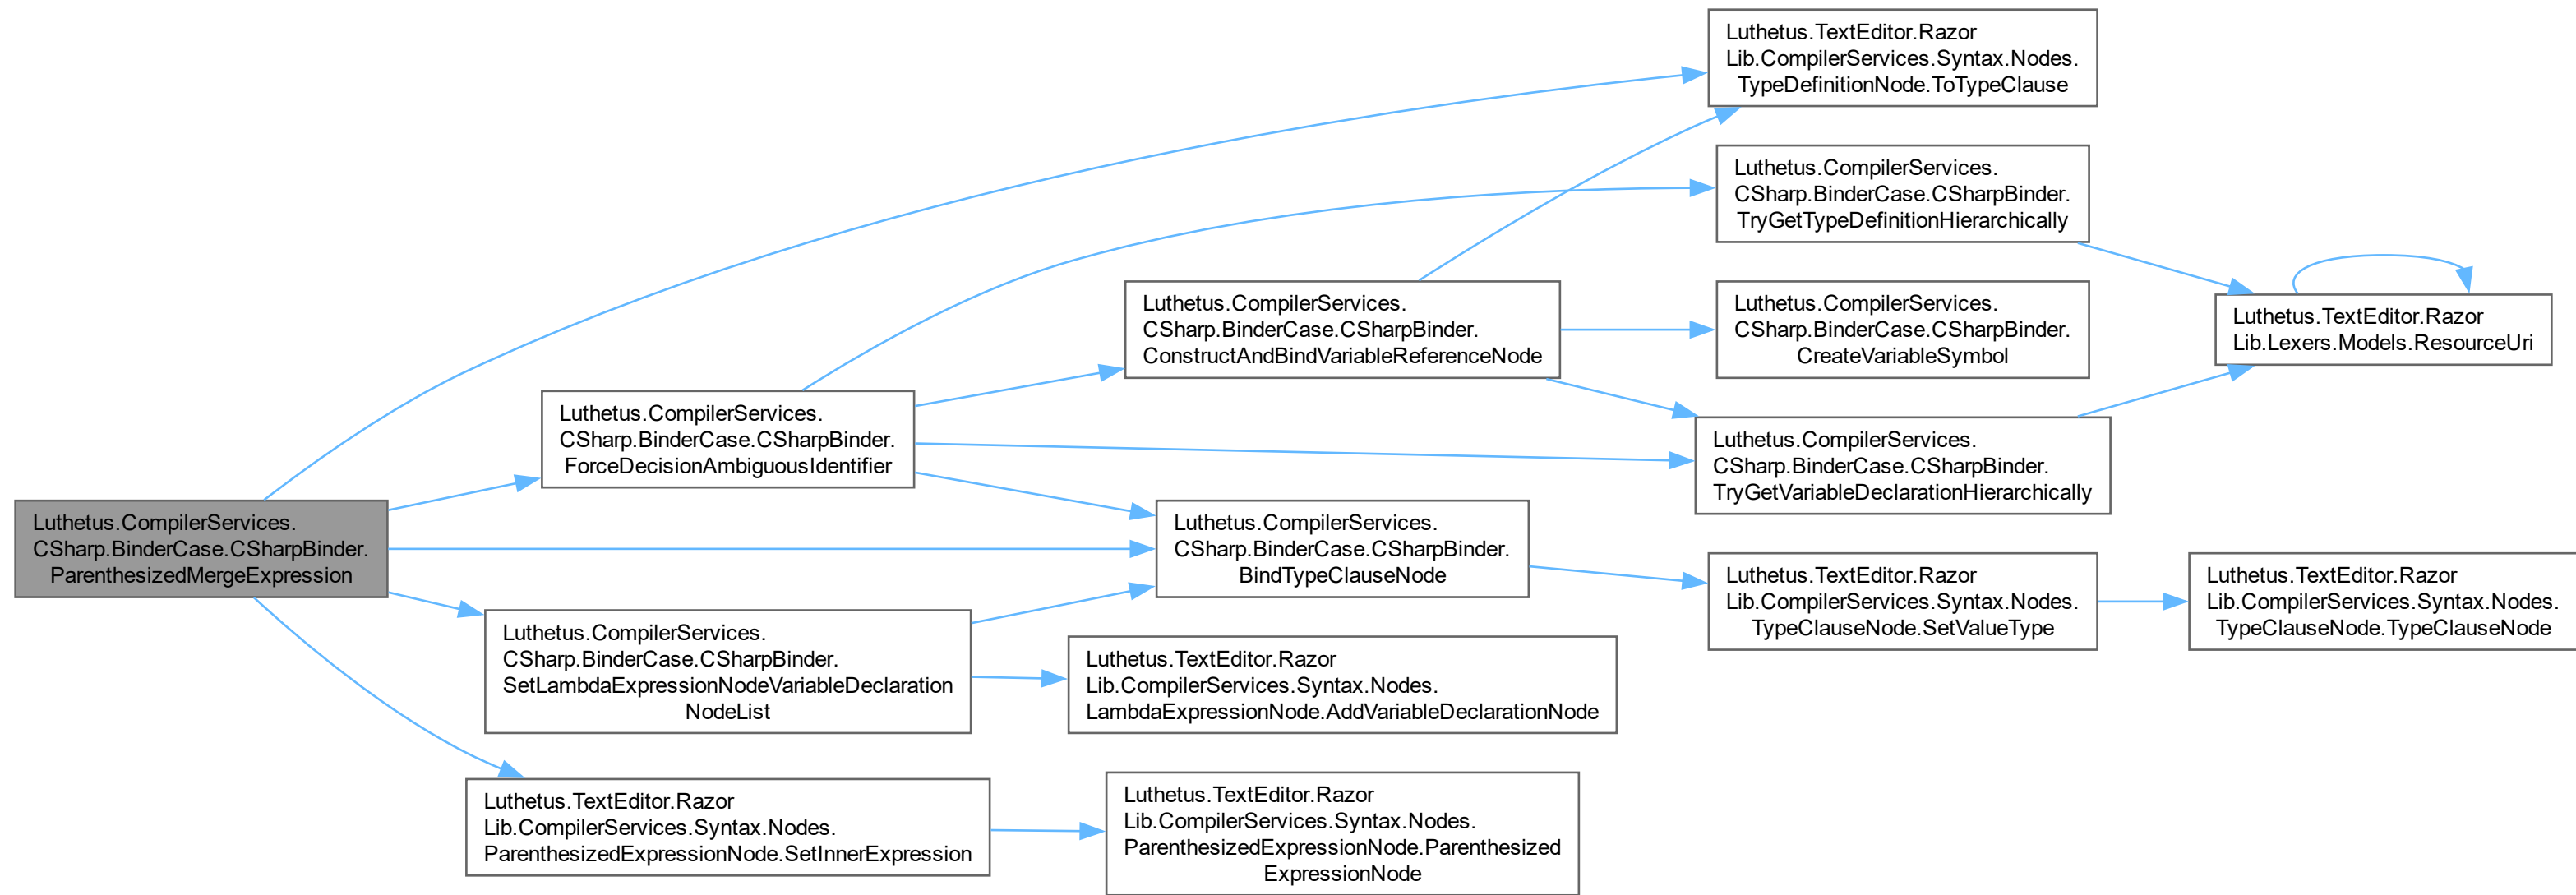 Luthetus.CompilerServices.
CSharp.BinderCase.CSharpBinder.
ParenthesizedMergeExpression
Luthetus.CompilerServices.
CSharp.BinderCase.CSharpBinder.
ForceDecisionAmbiguousIdentifier
Luthetus.CompilerServices.
CSharp.BinderCase.CSharpBinder.
SetLambdaExpressionNodeVariableDeclaration
NodeList
Luthetus.TextEditor.Razor
Lib.CompilerServices.Syntax.Nodes.
ParenthesizedExpressionNode.SetInnerExpression
Luthetus.CompilerServices.
CSharp.BinderCase.CSharpBinder.
ConstructAndBindVariableReferenceNode
Luthetus.CompilerServices.
CSharp.BinderCase.CSharpBinder.
BindTypeClauseNode
Luthetus.TextEditor.Razor
Lib.CompilerServices.Syntax.Nodes.
LambdaExpressionNode.AddVariableDeclarationNode
Luthetus.TextEditor.Razor
Lib.CompilerServices.Syntax.Nodes.
ParenthesizedExpressionNode.Parenthesized
ExpressionNode
Luthetus.TextEditor.Razor
Lib.CompilerServices.Syntax.Nodes.
TypeDefinitionNode.ToTypeClause
Luthetus.CompilerServices.
CSharp.BinderCase.CSharpBinder.
TryGetTypeDefinitionHierarchically
Luthetus.CompilerServices.
CSharp.BinderCase.CSharpBinder.
CreateVariableSymbol
Luthetus.CompilerServices.
CSharp.BinderCase.CSharpBinder.
TryGetVariableDeclarationHierarchically
Luthetus.TextEditor.Razor
Lib.CompilerServices.Syntax.Nodes.
TypeClauseNode.SetValueType
Luthetus.TextEditor.Razor
Lib.Lexers.Models.ResourceUri
Luthetus.TextEditor.Razor
Lib.CompilerServices.Syntax.Nodes.
TypeClauseNode.TypeClauseNode